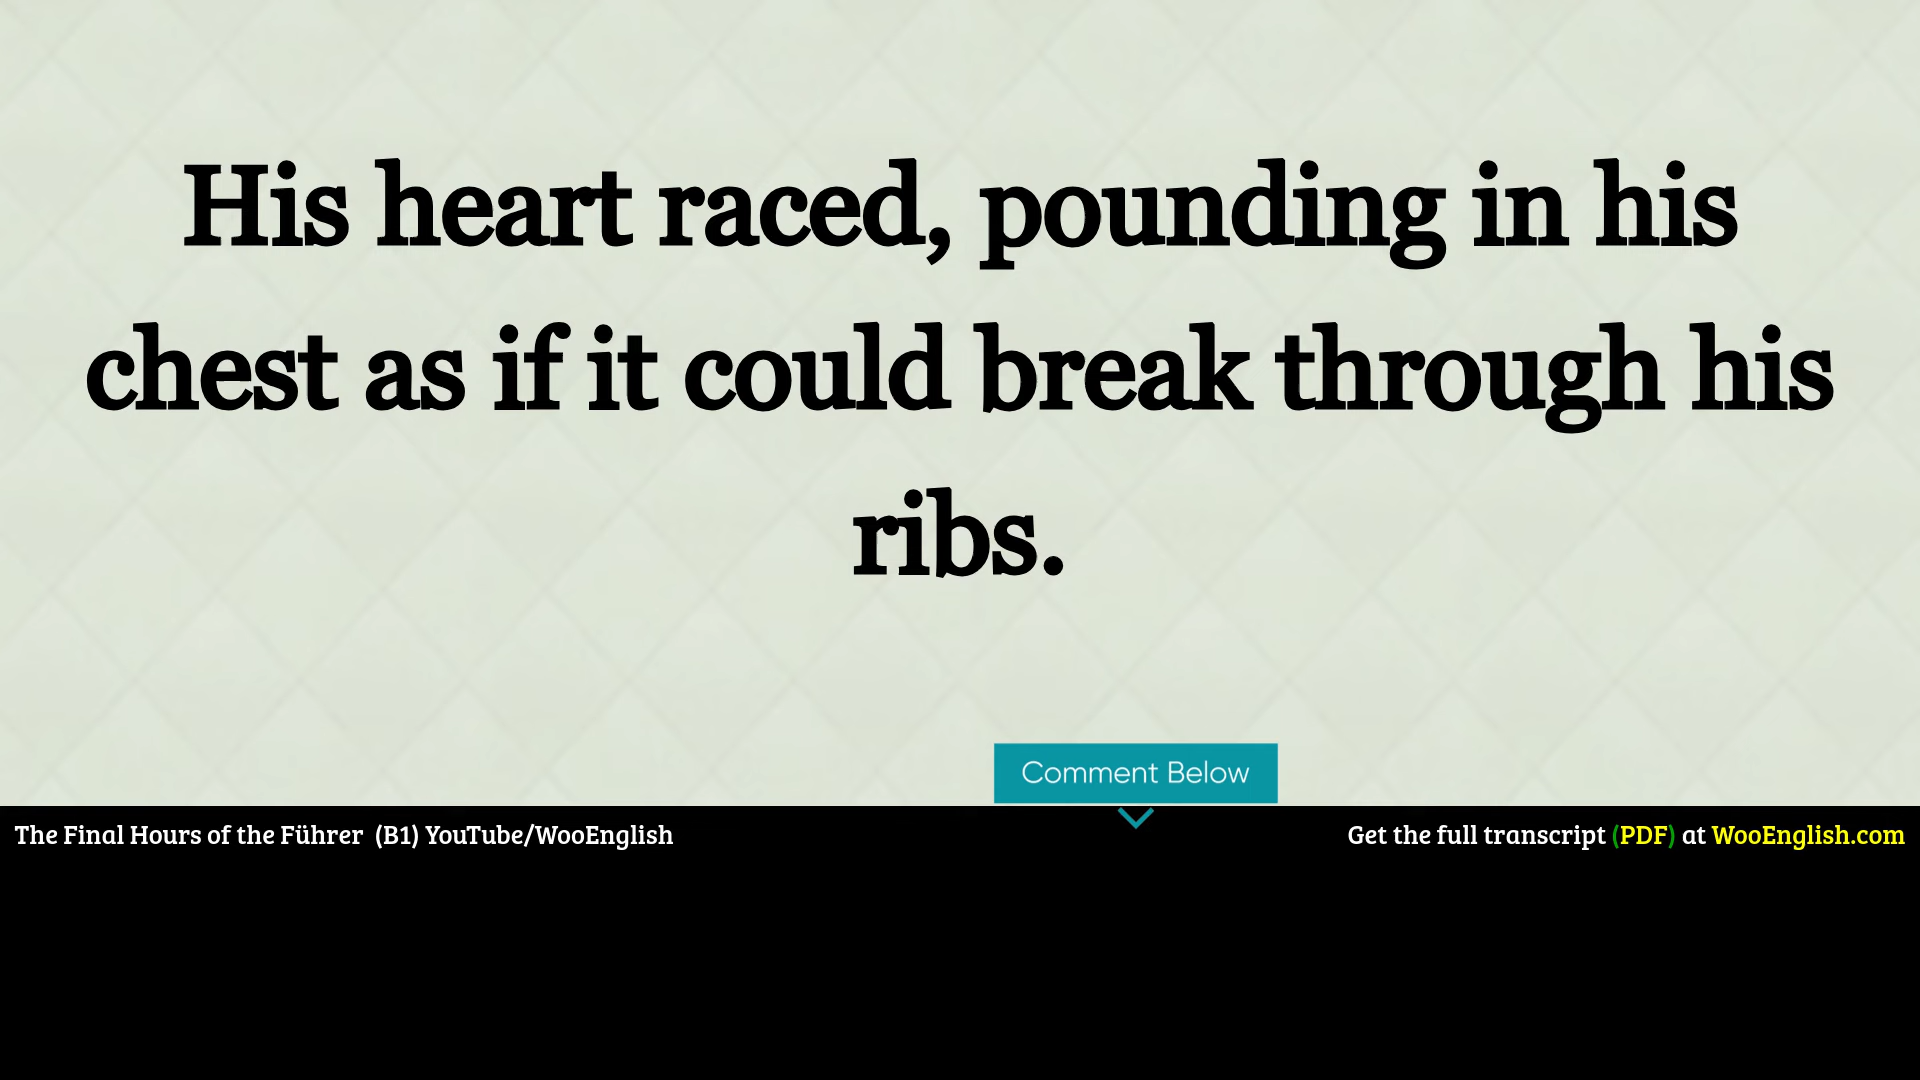 His heart raced, pounding in his
chest as if it could break through his
ribs.
Comment Below
The Final Hours of the Führer (B1) YouTube/WooEnglish
Get the full transcript (PDF) at WooEnglish.com